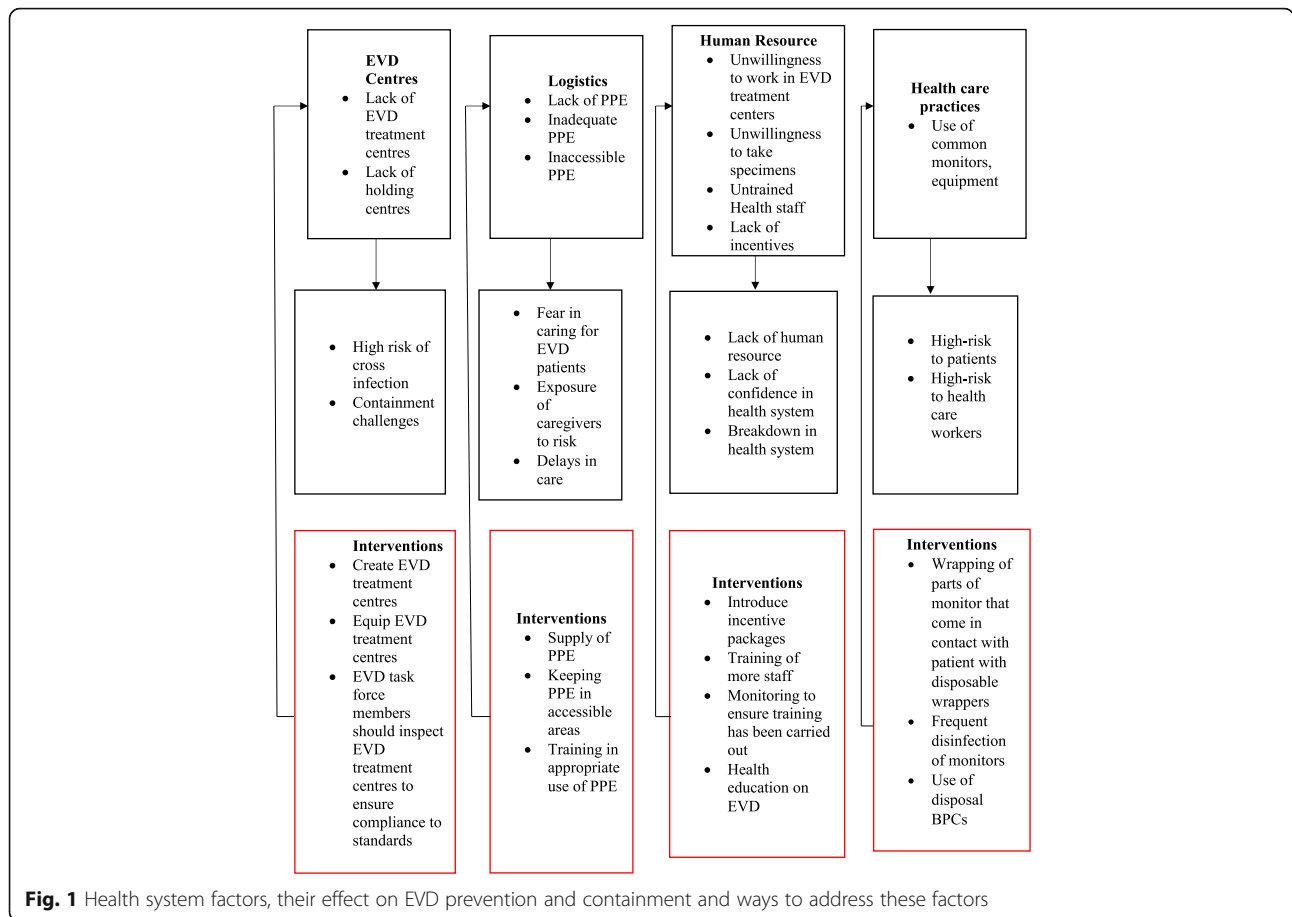 EVD
Centres
• Lack of
EVD
treatment
centres
• Lack of
holding
centres
Logistics
• Lack of PPE
• Inadequate
PPE
• Inaccessible
PPE
Human Resource
• Unwillingness
to work in EVD
treatment
centers
• Unwillingness
to take
specimens
• Untrained
Health staff
• Lack of
incentives
Health care
practices
• Use of
common
monitors,
equipment
• High risk of
cross
infection
• Containment
challenges
• Fear in
caring for
EVD
patients
• Exposure
of
caregivers
to risk
• Delays in
care
• Lack of human
resource
• Lack of
confidence in
health system
• Breakdown in
health system
• High-risk
to patients
• High-risk
to health
care
workers
Interventions
• Create EVD
treatment
centres
• Equip EVD
treatment
centres
• EVD task
force
members
should inspect
EVD
treatment
centres to
ensure
compliance to
standards
Interventions
• Supply of
PPE
• Keeping
PPE in
accessible
areas
• Training in
appropriate
use of PPE
Interventions
• Introduce
incentive
packages
• Training of
more staff
• Monitoring to
ensure training
has been carried
out
• Health
education on
EVD
Interventions
• Wrapping of
parts of
monitor that
come in
contact with
patient with
disposable
wrappers
• Frequent
disinfection
of monitors
• Use of
disposal
BPCs
Fig. 1 Health system factors, their effect on EVD prevention and containment and ways to address these factors